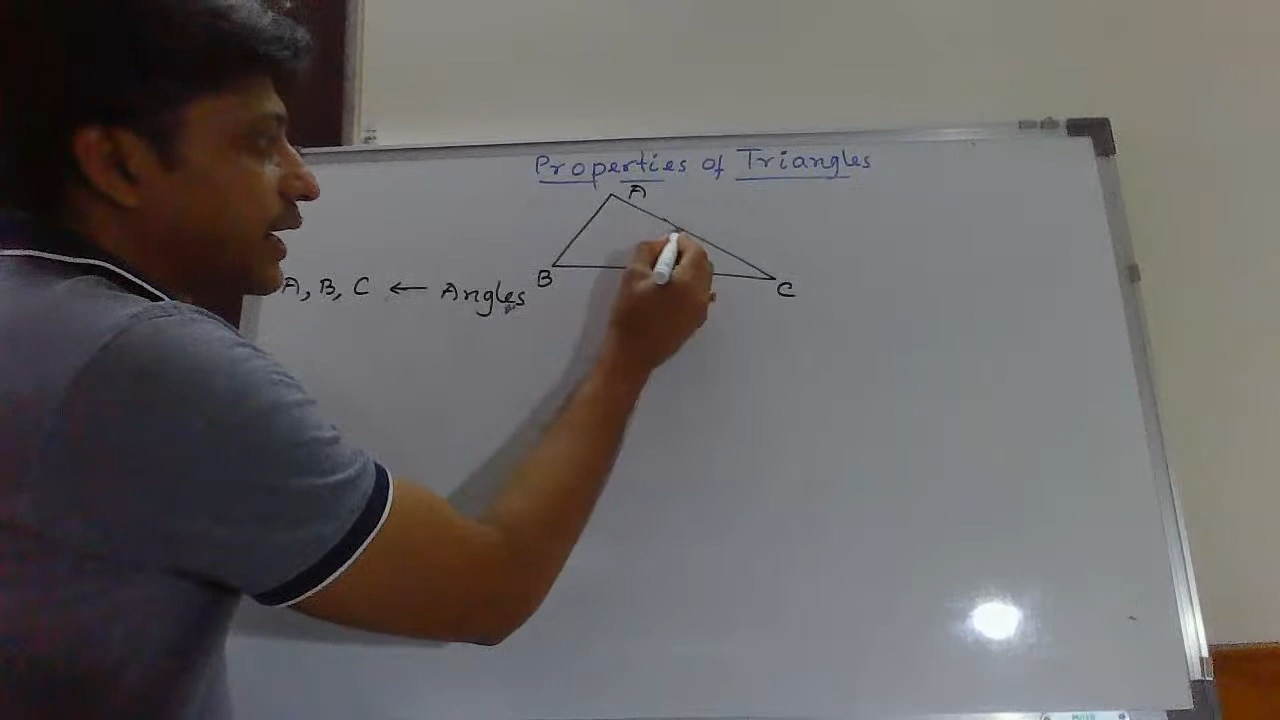 Properties of Triangles
A
B
C
A, B, C ← Angles